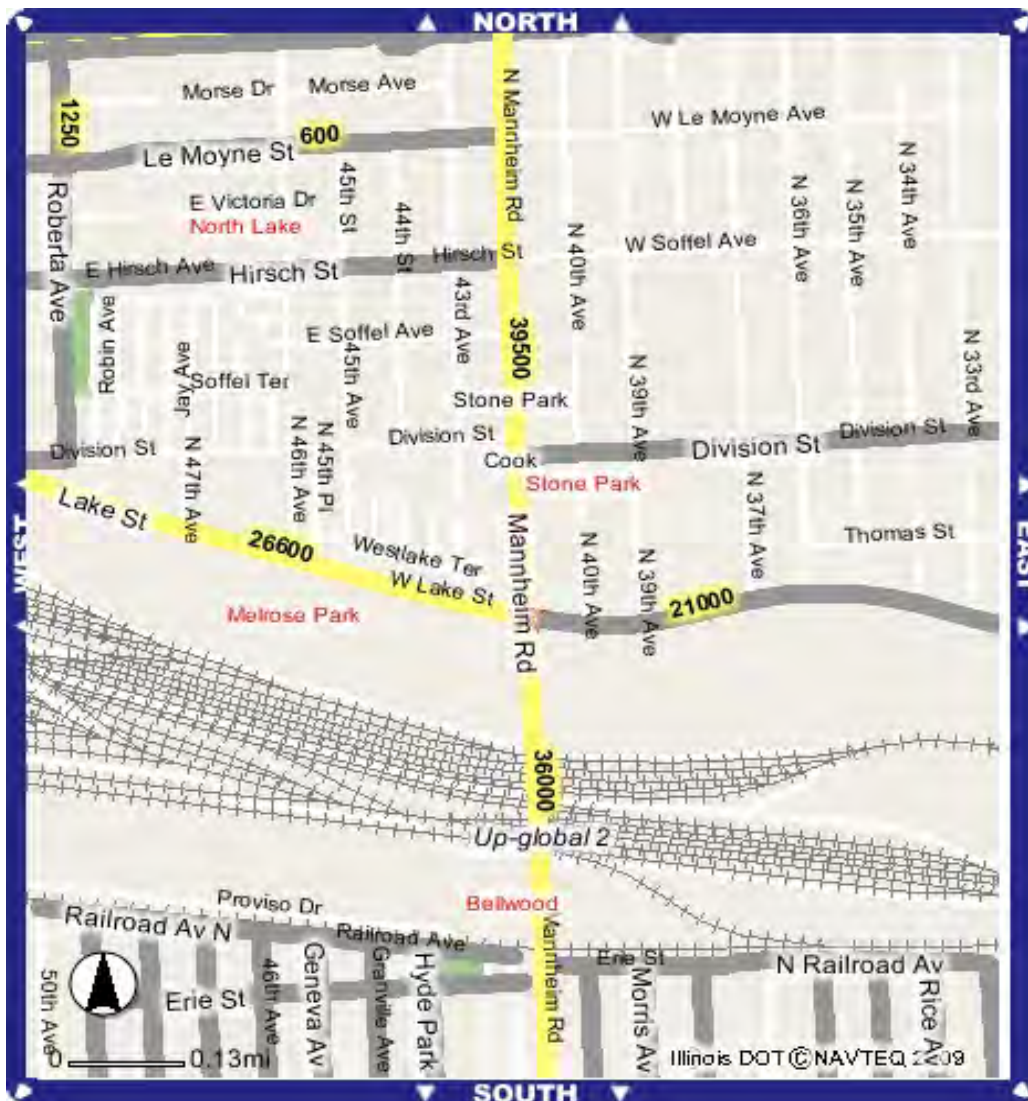 NORTH
Morse Dr
Morse Ave
N Mannheim Rd
1250
600
W Le Moyne Ave
Le Moyne St
N 34th Ave
45th St
N 36th Ave
N 35th Ave
E Victoria Dr
North Lake
44th St
Roberta Ave
N 40th Ave
W Soffel Ave
E Hirsch Ave
Hirsch St
Hirsch St
43rd Ave
Robin Ave
39500
E Soffel Ave
N 33rd Ave
Jay Ave
Soffel Ter
45th Ave
N 39th Ave
Stone Park
Division St
N 47th Ave
N 46th Ave
N 45th Pl
Division St
Cook
Division St
Division St
Stone Park
N 37th Ave
WEST
EAST
Lake St
26600
Westlake Ter
W Lake St
Mannheim Rd
N 40th Ave
N 39th Ave
Thomas St
21000
Melrose Park
36000
Up-global 2
Proviso Dr
Bellwood
Railroad Av N
Railroad Ave
Mannheim Rd
Erie St
N Railroad Av
50th Ave
Erie St
46th Ave
Geneva Av
Granville Ave
Hyde Park
Morris Av
Rice Av
0
0.13mi
Illinois DOT ©NAVTEQ 2009
SOUTH